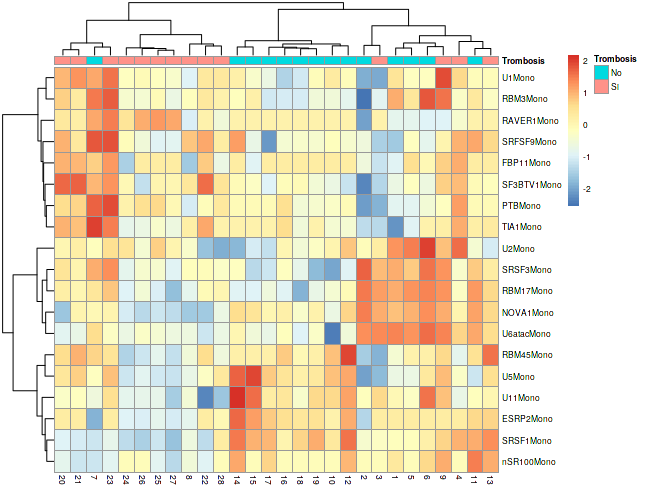 Trombosis
U1Mono
RBM3Mono
RAVER1Mono
SRFSF9Mono
FBP11Mono
SF3BTV1Mono
PTBMono
TIA1Mono
U2Mono
SRSF3Mono
RBM17Mono
NOVA1Mono
U6atacMono
RBM45Mono
U5Mono
U11Mono
ESRP2Mono
SRSF1Mono
nSR100Mono
20 21 7 23 24 26 25 27 8 22 28 14 15 17 16 18 19 10 12 2 3 1 5 6 9 4 11 13
2
1
0
-1
-2
Trombosis
No
SI